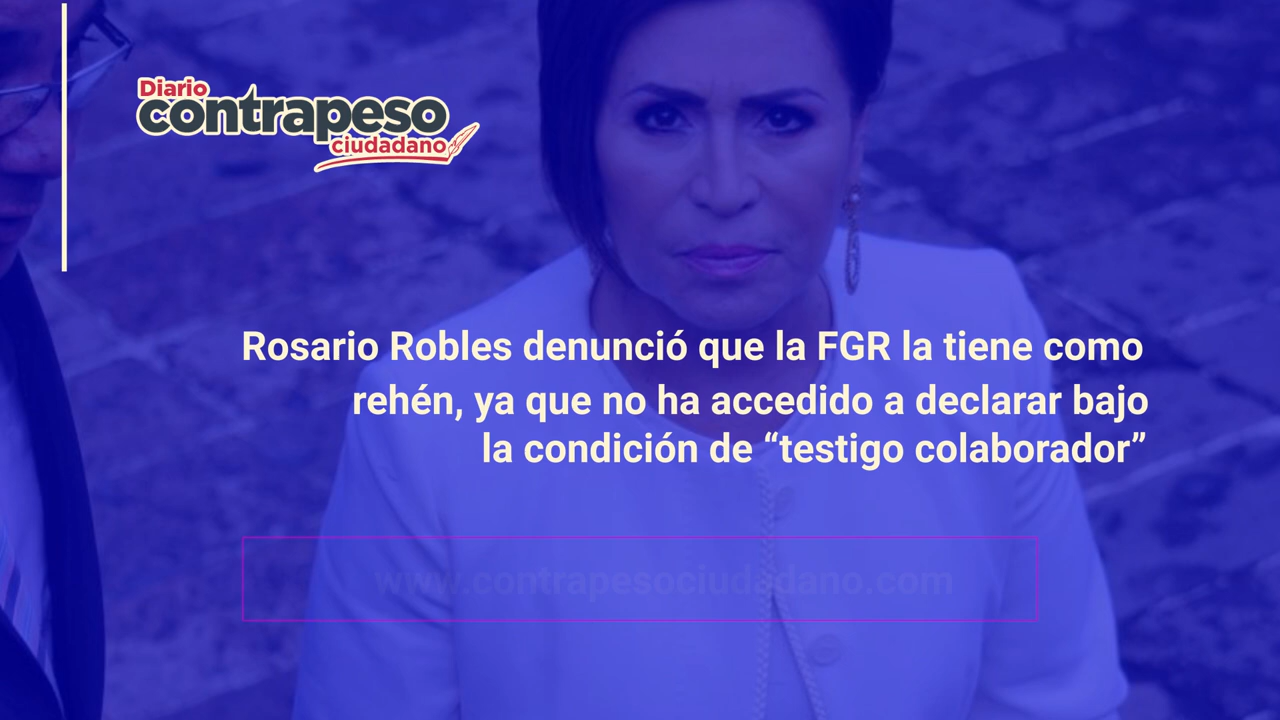 Diario
contrapeso
ciudadano
Rosario Robles denunció que la FGR la tiene como
rehén, ya que no ha accedido a declarar bajo
la condición de “testigo colaborador”
www.contrapesociudadano.com